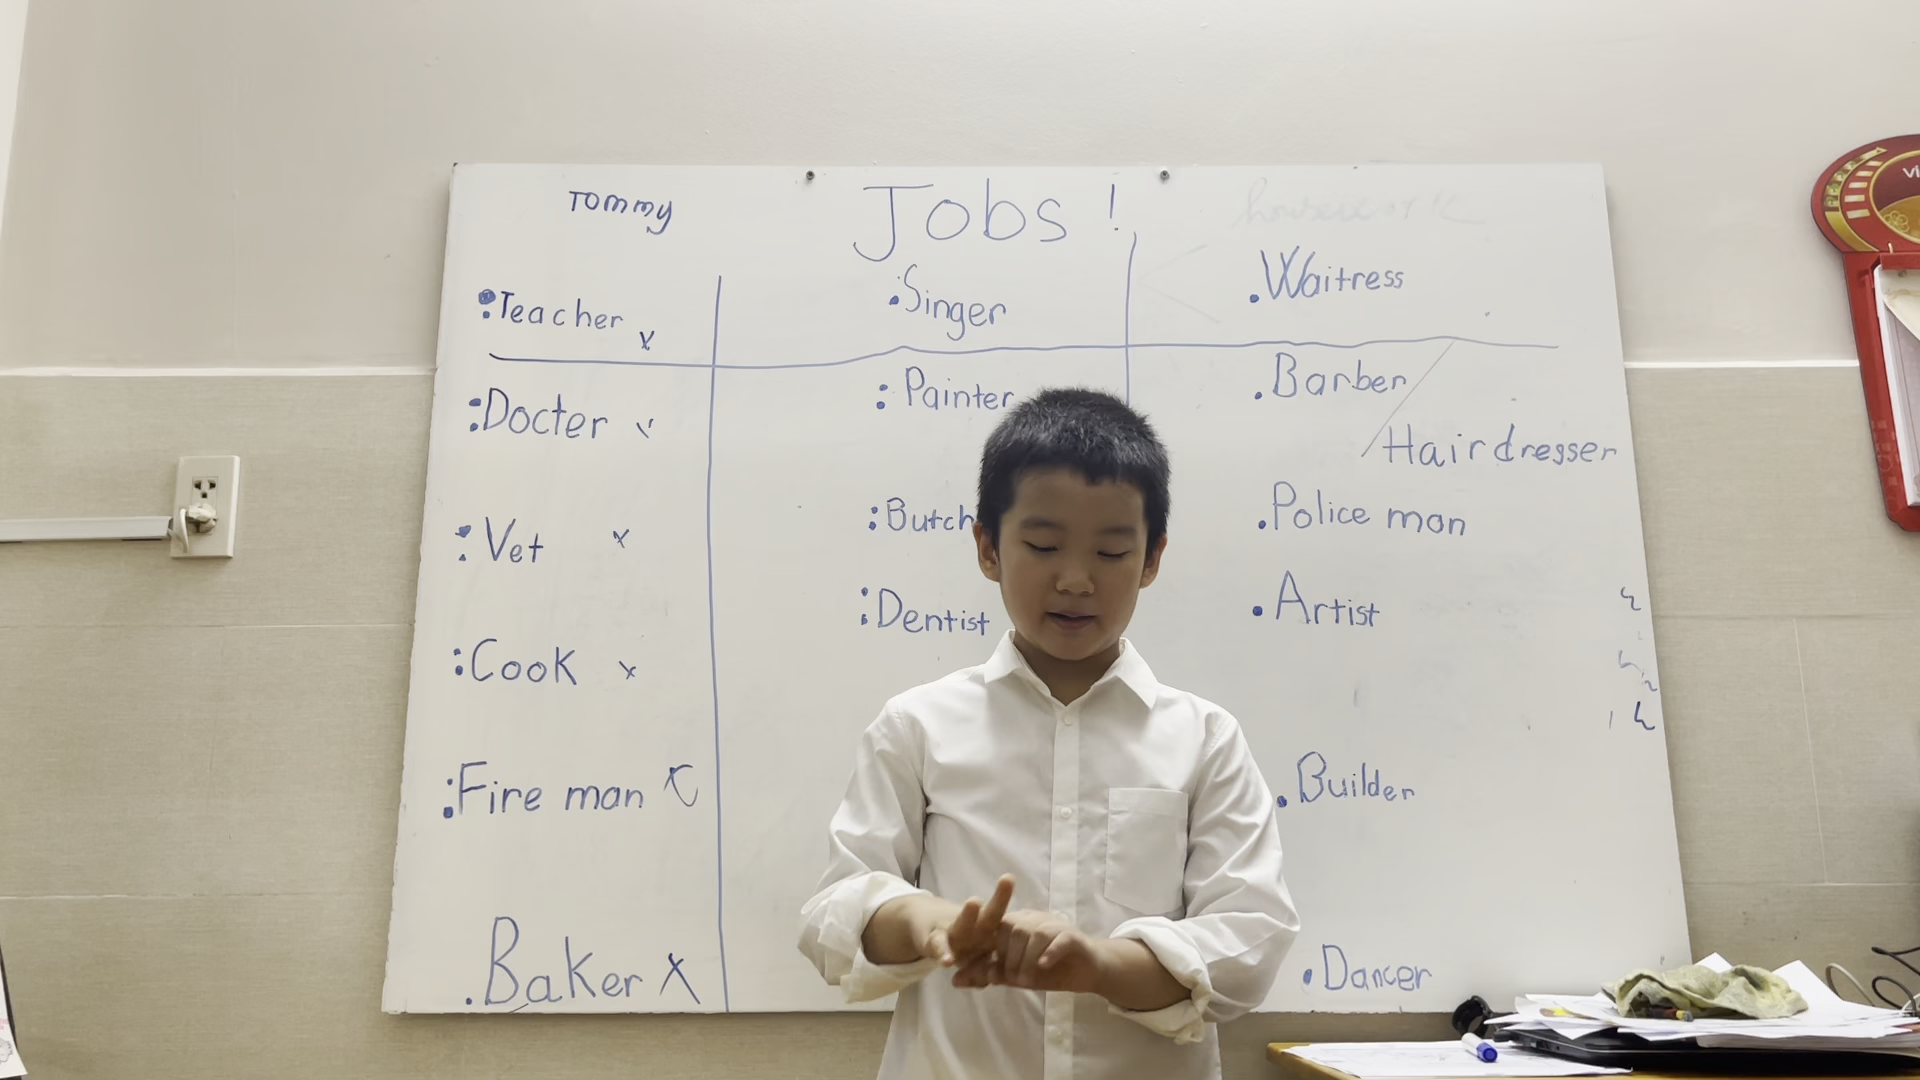 Tommy
Jobs!
Teacher x
Docter
Vet x
Cook x
Fire man
Baker x
Singer
Painter
Butch
Dentist
Waitress
Barber / Hairdresser
Police man
Artist
Builder
Dancer